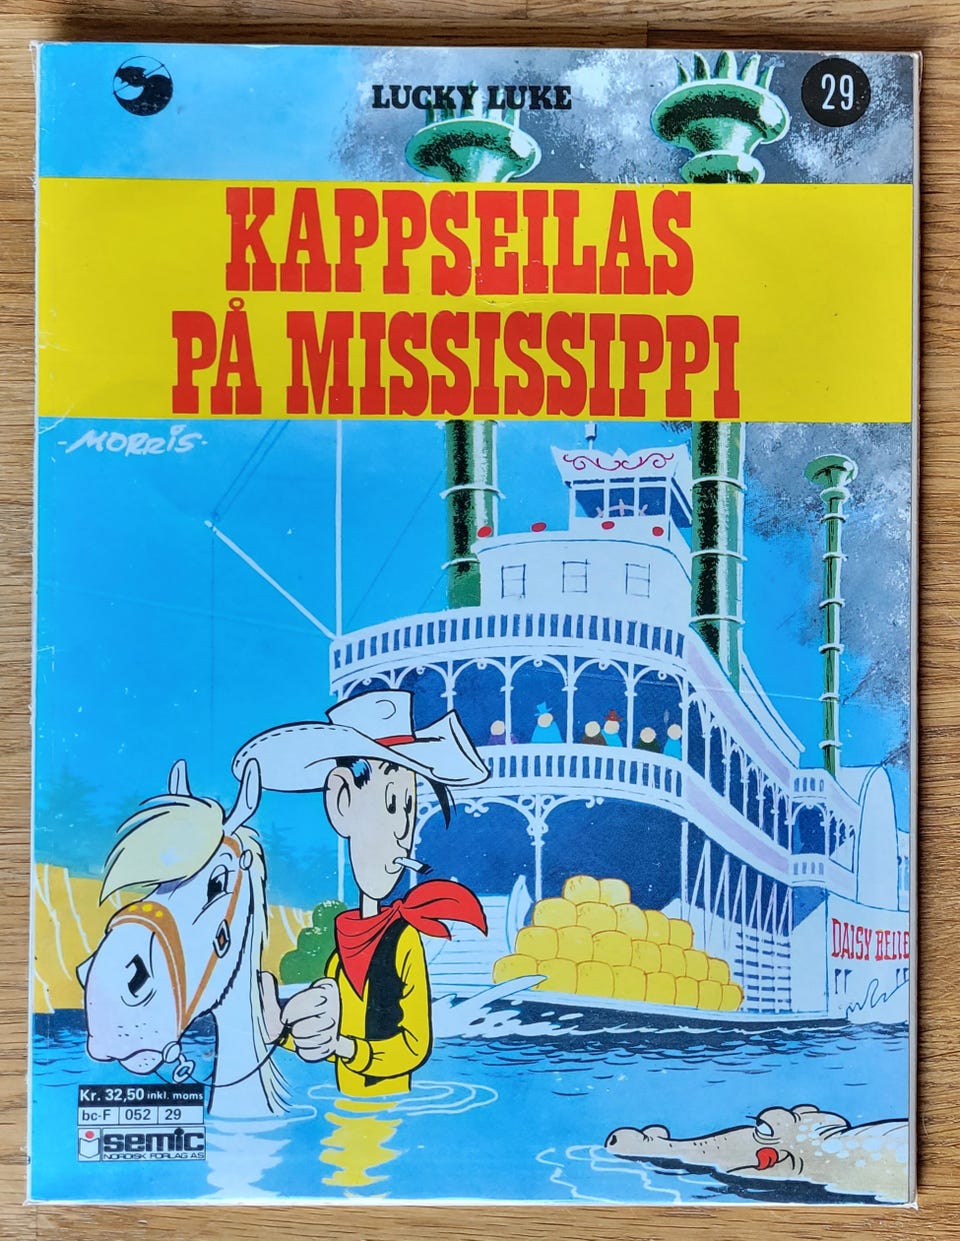 LUCKY LUKE
29
KAPPSEILAS
PÅ MISSISSIPPI
-MORRIS-
DAISY BELLE
Kr. 32,50 inkl. moms
bc-F 052 29
semic
NORDISK FORLAG AS